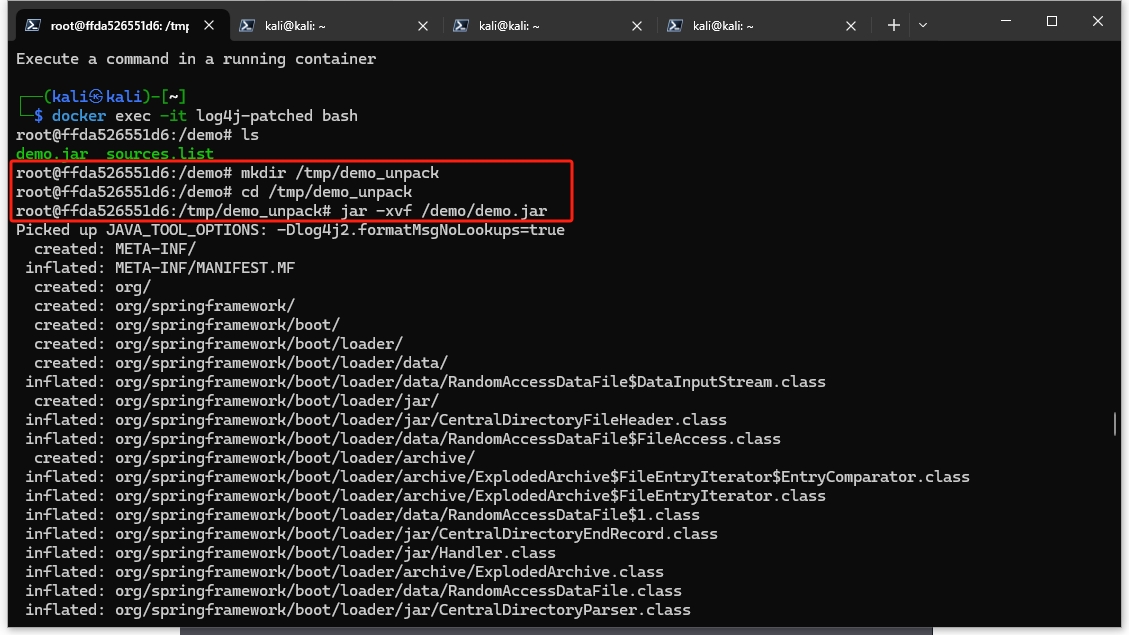 root@ffda526551d6: /tmp kali@kali: ~ kali@kali: ~ kali@kali: ~
Execute a command in a running container
┌──(kali㉿kali)-[~]
└─$ docker exec -it log4j-patched bash
root@ffda526551d6:/demo# ls
demo.jar  sources.list
root@ffda526551d6:/demo# mkdir /tmp/demo_unpack
root@ffda526551d6:/demo# cd /tmp/demo_unpack
root@ffda526551d6:/tmp/demo_unpack# jar -xvf /demo/demo.jar
Picked up JAVA_TOOL_OPTIONS: -Dlog4j2.formatMsgNoLookups=true
  created: META-INF/
 inflated: META-INF/MANIFEST.MF
  created: org/
  created: org/springframework/
  created: org/springframework/boot/
  created: org/springframework/boot/loader/
  created: org/springframework/boot/loader/data/
 inflated: org/springframework/boot/loader/data/RandomAccessDataFile$DataInputStream.class
  created: org/springframework/boot/loader/jar/
 inflated: org/springframework/boot/loader/jar/CentralDirectoryFileHeader.class
 inflated: org/springframework/boot/loader/data/RandomAccessDataFile$FileAccess.class
  created: org/springframework/boot/loader/archive/
 inflated: org/springframework/boot/loader/archive/ExplodedArchive$FileEntryIterator$EntryComparator.class
 inflated: org/springframework/boot/loader/archive/ExplodedArchive$FileEntryIterator.class
 inflated: org/springframework/boot/loader/data/RandomAccessDataFile$1.class
 inflated: org/springframework/boot/loader/jar/CentralDirectoryEndRecord.class
 inflated: org/springframework/boot/loader/jar/Handler.class
 inflated: org/springframework/boot/loader/archive/ExplodedArchive.class
 inflated: org/springframework/boot/loader/data/RandomAccessDataFile.class
 inflated: org/springframework/boot/loader/jar/CentralDirectoryParser.class